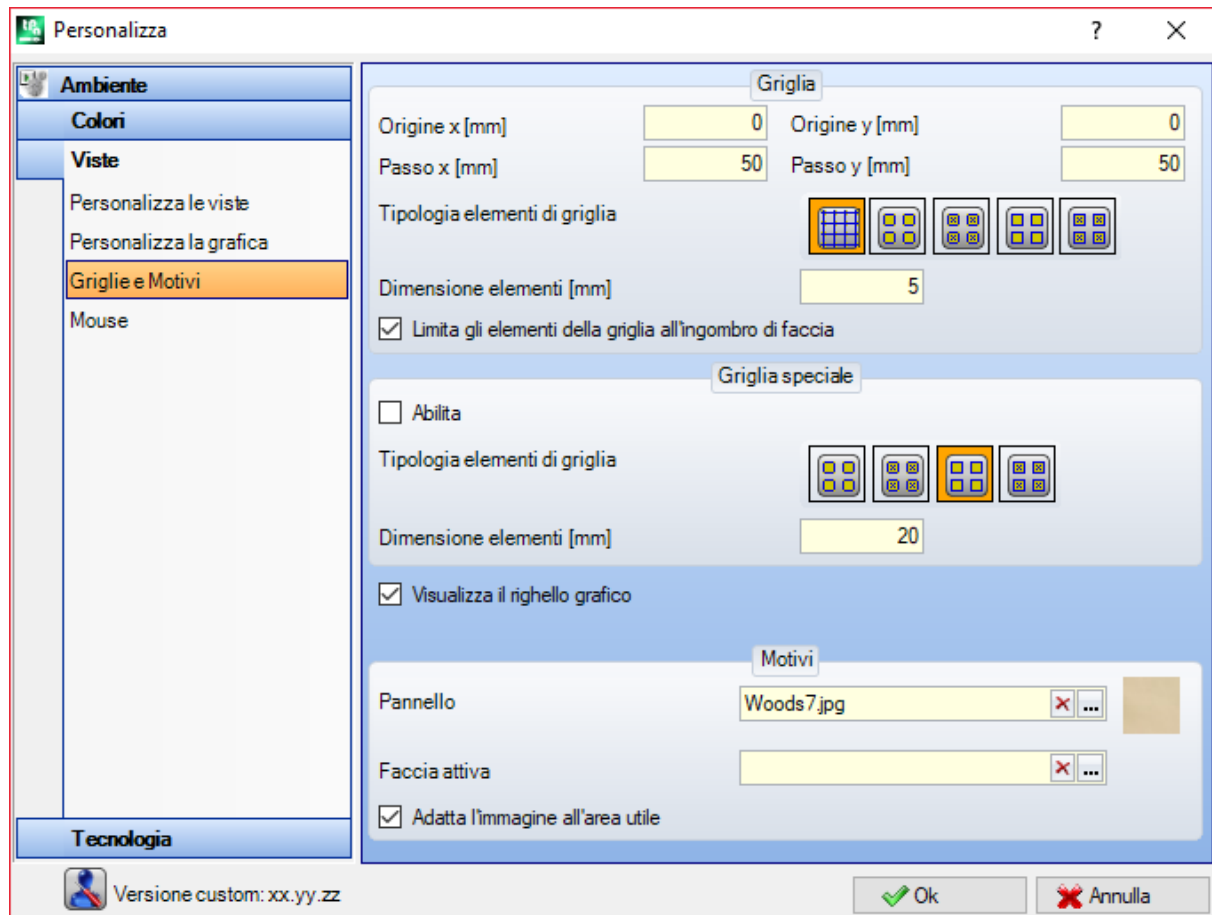 Personalizza
Ambiente
Colori
Viste
Personalizza le viste
Personalizza la grafica
Griglie e Motivi
Mouse
Tecnologia
Griglia
Origine x [mm] 0 Origine y [mm] 0
Passo x [mm] 50 Passo y [mm] 50
Tipologia elementi di griglia
Dimensione elementi [mm] 5
Limita gli elementi della griglia all'ingombro di faccia
Griglia speciale
Abilita
Tipologia elementi di griglia
Dimensione elementi [mm] 20
Visualizza il righello grafico
Motivi
Pannello Woods7.jpg ...
Faccia attiva ...
Adatta l'immagine all'area utile
Versione custom: xx.yy.zz
Ok Annulla